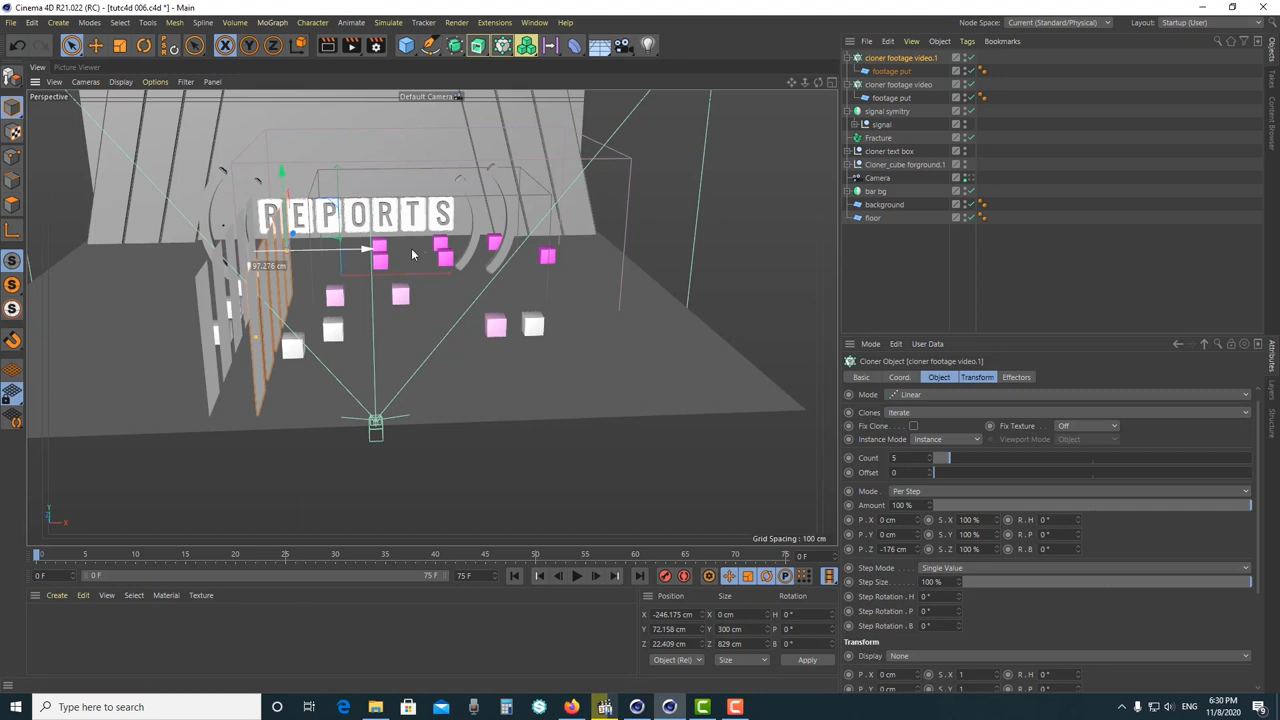 Cinema 4D R21.022 (RC) - [tutc4d 006.c4d *] - Main
File Edit Create Modes Select Tools Mesh Spline Volume MoGraph Character Animate Simulate Tracker Render Extensions Window Help
Node Space: Current (Standard/Physical) Layout: Startup (User)
View Picture Viewer
View Cameras Display Options Filter Panel
Perspective
Default Camera
REPORTS
97.276 cm
Y
Z
X
Grid Spacing : 100 cm
0 5 10 15 20 25 30 35 40 45 50 55 60 65 70 75 0 F
0 F 0 F 75 F 75 F
Create Edit View Select Material Texture
Position Size Rotation
X -246.175 cm X 0 cm H 0 °
Y 72.158 cm Y 300 cm P 0 °
Z 22.409 cm Z 829 cm B 0 °
Object (Rel) Size Apply
File Edit View Object Tags Bookmarks
cloner footage video.1
footage put
cloner footage video
footage put
signal symitry
signal
Fracture
cloner text box
Cloner_cube forground.1
Camera
bar bg
background
floor
Objects
Takes
Content Browser
Mode Edit User Data
Cloner Object [cloner footage video.1]
Basic Coord. Object Transform Effectors
Mode Linear
Clones Iterate
Fix Clone Fix Texture Off
Instance Mode Instance Viewport Mode Object
Count 5
Offset 0
Mode Per Step
Amount 100 %
P . X 0 cm S . X 100 % R . H 0 °
P . Y 0 cm S . Y 100 % R . P 0 °
P . Z -176 cm S . Z 100 % R . B 0 °
Step Mode Single Value
Step Size 100 %
Step Rotation . H 0 °
Step Rotation . P 0 °
Step Rotation . B 0 °
Transform
Display None
P . X 0 cm S . X 1 R . H 0 °
Attributes
Layers
Structure
Type here to search
6:30 PM
11/8/2020